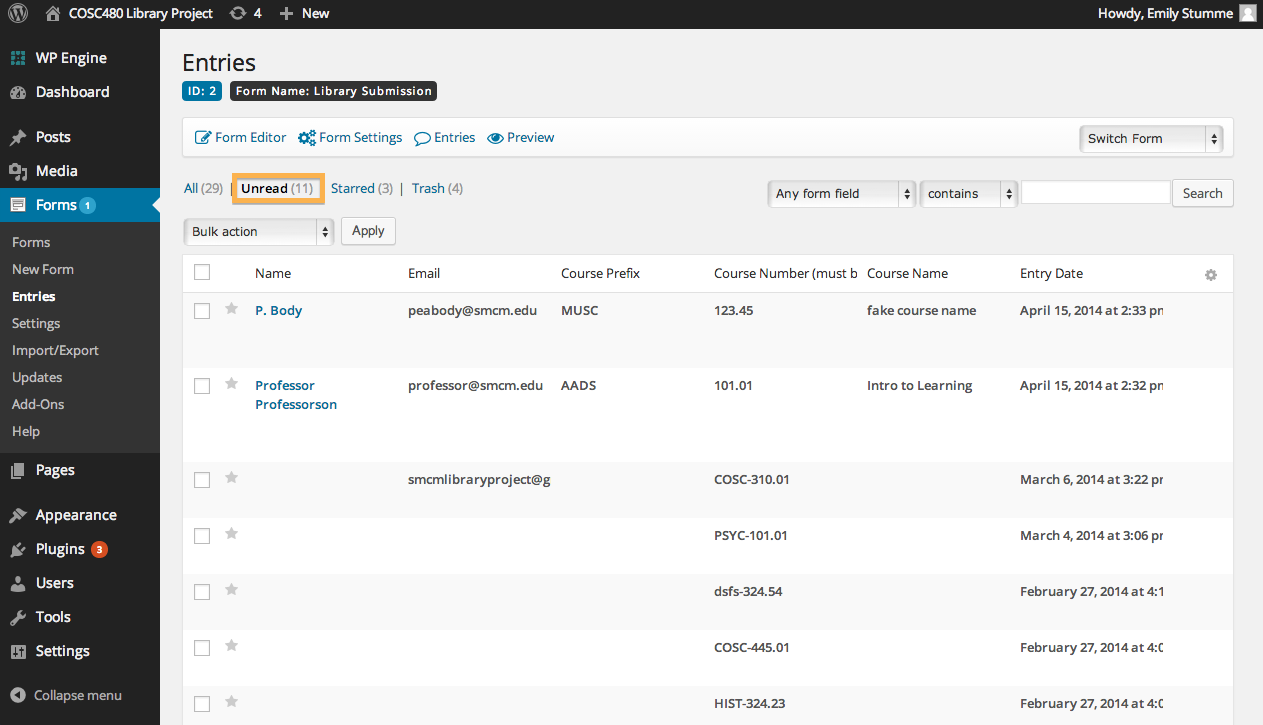 COSC480 Library Project 4 New Howdy, Emily Stumme
WP Engine
Dashboard
Posts
Media
Forms 1
Forms
New Form
Entries
Settings
Import/Export
Updates
Add-Ons
Help
Pages
Appearance
Plugins 3
Users
Tools
Settings
Collapse menu
Entries
ID: 2 Form Name: Library Submission
Form Editor Form Settings Entries Preview Switch Form
All (29) | Unread (11) Starred (3) | Trash (4)
Any form field contains Search
Bulk action Apply
Name Email Course Prefix Course Number (must b Course Name Entry Date
P. Body peabody@smcm.edu MUSC 123.45 fake course name April 15, 2014 at 2:33 pm
Professor professor@smcm.edu AADS 101.01 Intro to Learning April 15, 2014 at 2:32 pm
Professorson
smcmlibraryproject@g COSC-310.01 March 6, 2014 at 3:22 pr
PSYC-101.01 March 4, 2014 at 3:06 pr
dsfs-324.54 February 27, 2014 at 4:1
COSC-445.01 February 27, 2014 at 4:0
HIST-324.23 February 27, 2014 at 4:0